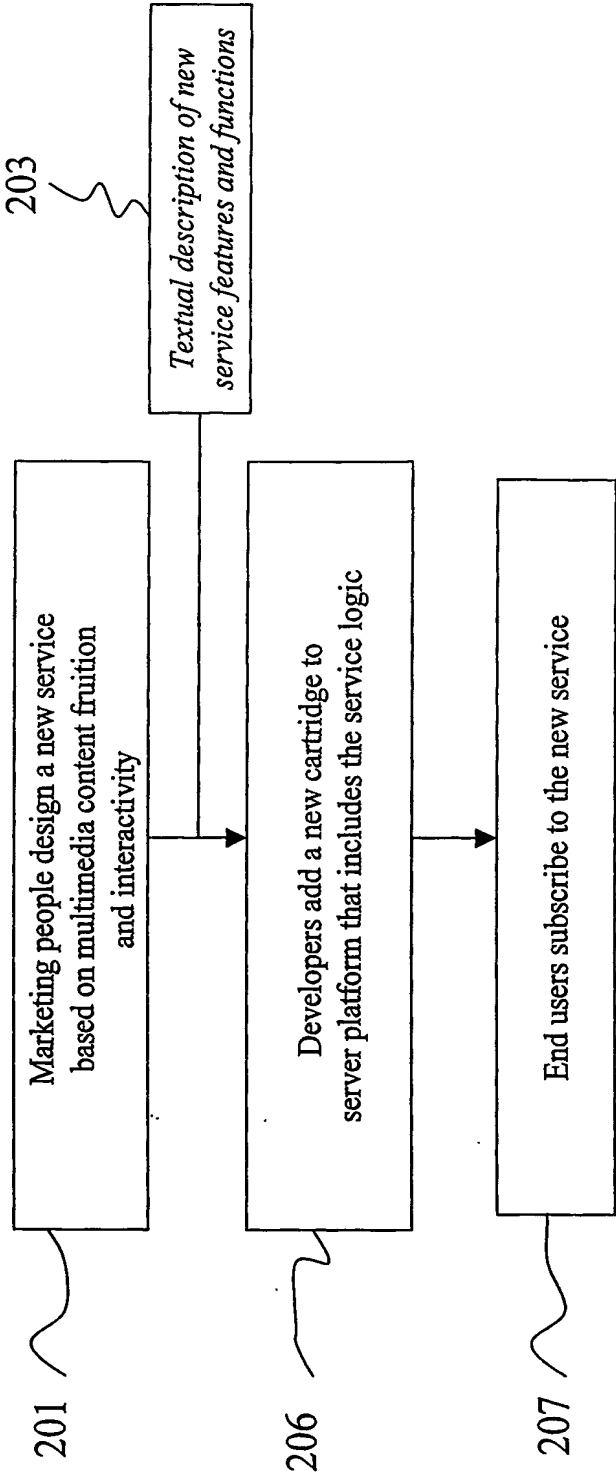 203
Textual description of new
service features and functions
201
Marketing people design a new service
based on multimedia content fruition
and interactivity
206
Developers add a new cartridge to
server platform that includes the service logic
207
End users subscribe to the new service